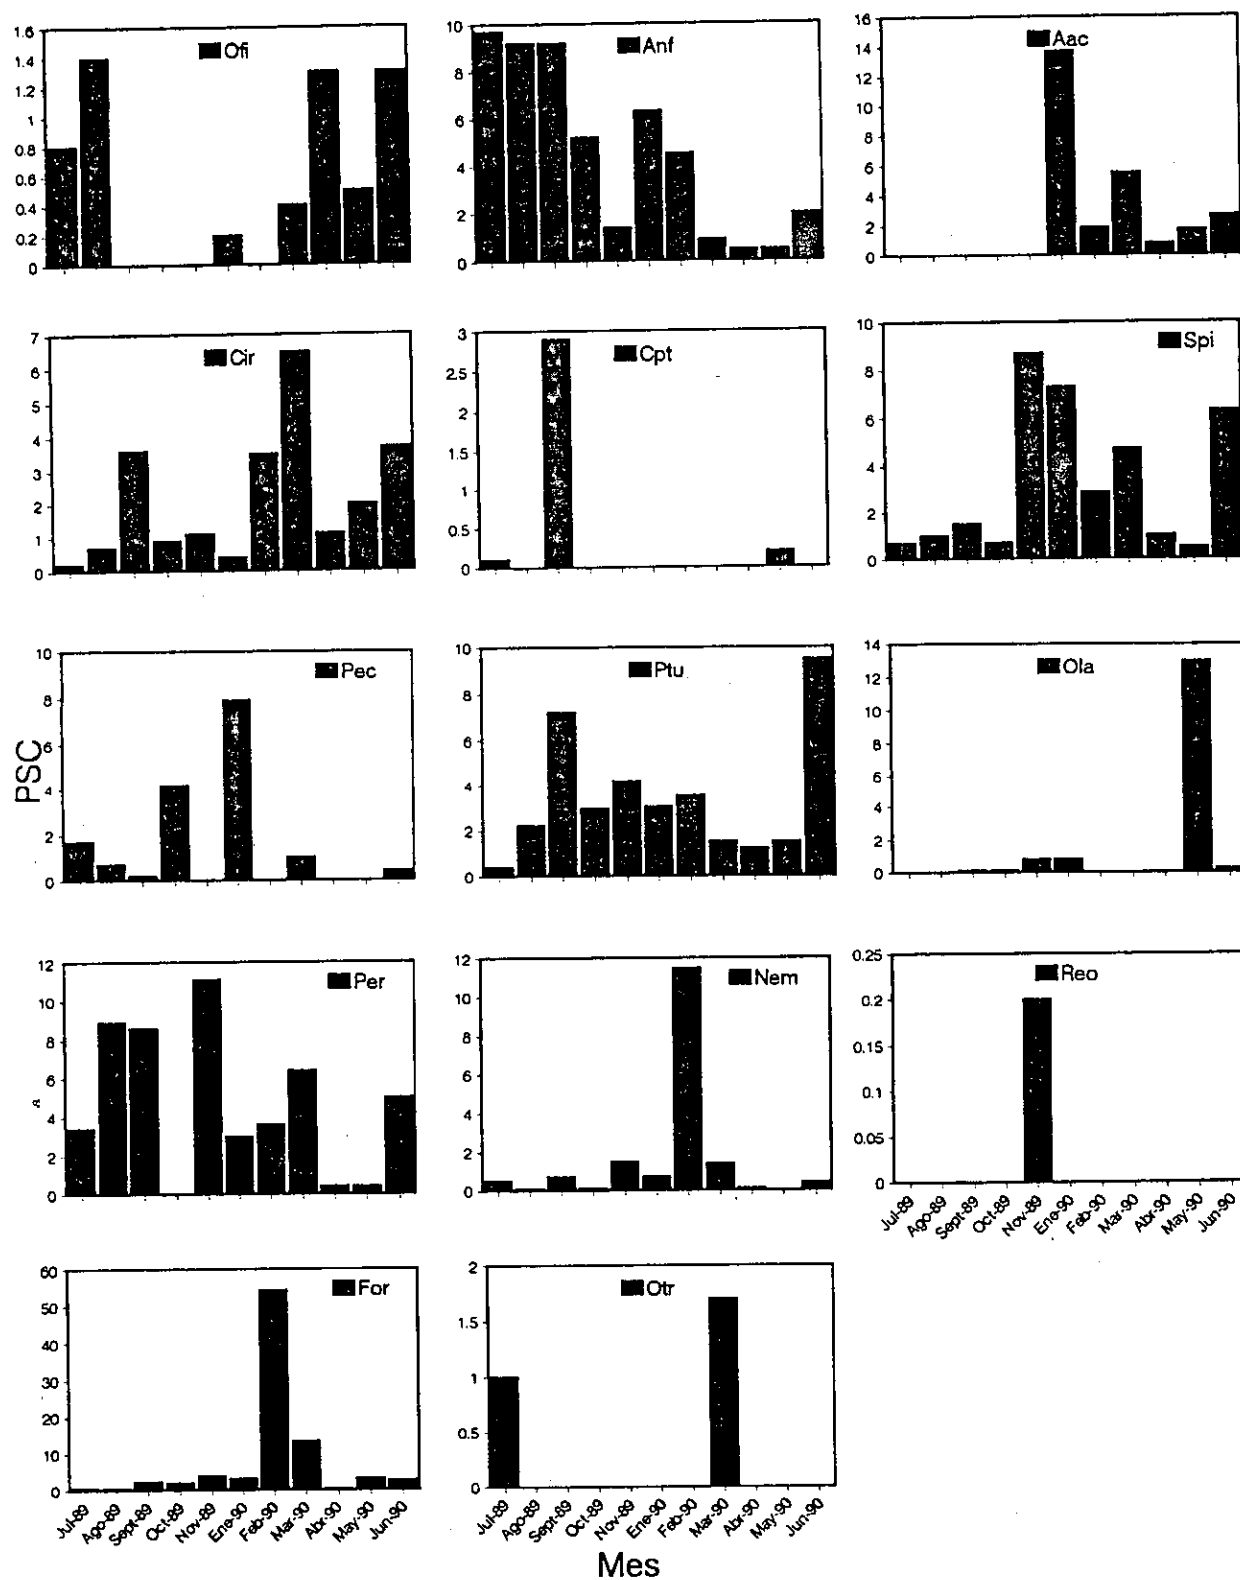 Ofi
1.6
1.4
1.2
1
0.8
0.6
0.4
0.2
0
Anf
10
8
6
4
2
0
Aac
16
14
12
10
8
6
4
2
0
Cir
7
6
5
4
3
2
1
0
Cpt
3
2.5
2
1.5
1
0.5
0
Spi
10
8
6
4
2
0
PSC
Pec
10
8
6
4
2
0
Ptu
10
8
6
4
2
0
Ola
14
12
10
8
6
4
2
0
Per
12
10
8
6
4
2
0
Nem
12
10
8
6
4
2
0
Reo
0.25
0.2
0.15
0.1
0.05
0
Jul-89
Ago-89
Sept-89
Oct-89
Nov-89
Ene-90
Feb-90
Mar-90
Abr-90
May-90
Jun-90
For
60
50
40
30
20
10
0
Jul-89
Ago-89
Sept-89
Oct-89
Nov-89
Ene-90
Feb-90
Mar-90
Abr-90
May-90
Jun-90
Otr
2
1.5
1
0.5
0
Jul-89
Ago-89
Sept-89
Oct-89
Nov-89
Ene-90
Feb-90
Mar-90
Abr-90
May-90
Jun-90
Mes